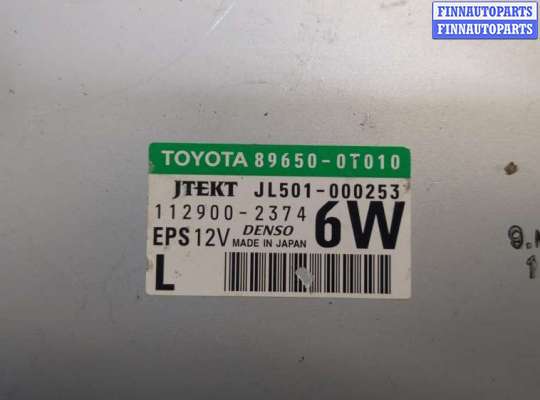 FINNAUTOPARTS
FINNAUTOPARTS
TOYOTA 89650-0T010
JTEKT JL501-000253
112900-2374 6W
EPS 12V DENSO
MADE IN JAPAN
L